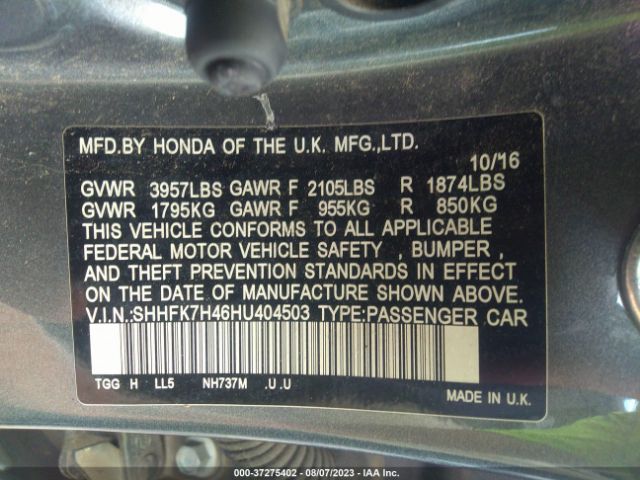 MFD.BY HONDA OF THE U.K. MFG.,LTD.
10/16
GVWR 3957LBS GAWR F 2105LBS R 1874LBS
GVWR 1795KG GAWR F 955KG R 850KG
THIS VEHICLE CONFORMS TO ALL APPLICABLE
FEDERAL MOTOR VEHICLE SAFETY , BUMPER ,
AND THEFT PREVENTION STANDARDS IN EFFECT
ON THE DATE OF MANUFACTURE SHOWN ABOVE.
V.I.N.:SHHFK7H46HU404503 TYPE:PASSENGER CAR
TGG H LL5 NH737M .U.U
MADE IN U.K.
000-37275402 - 08/07/2023 - IAA Inc.